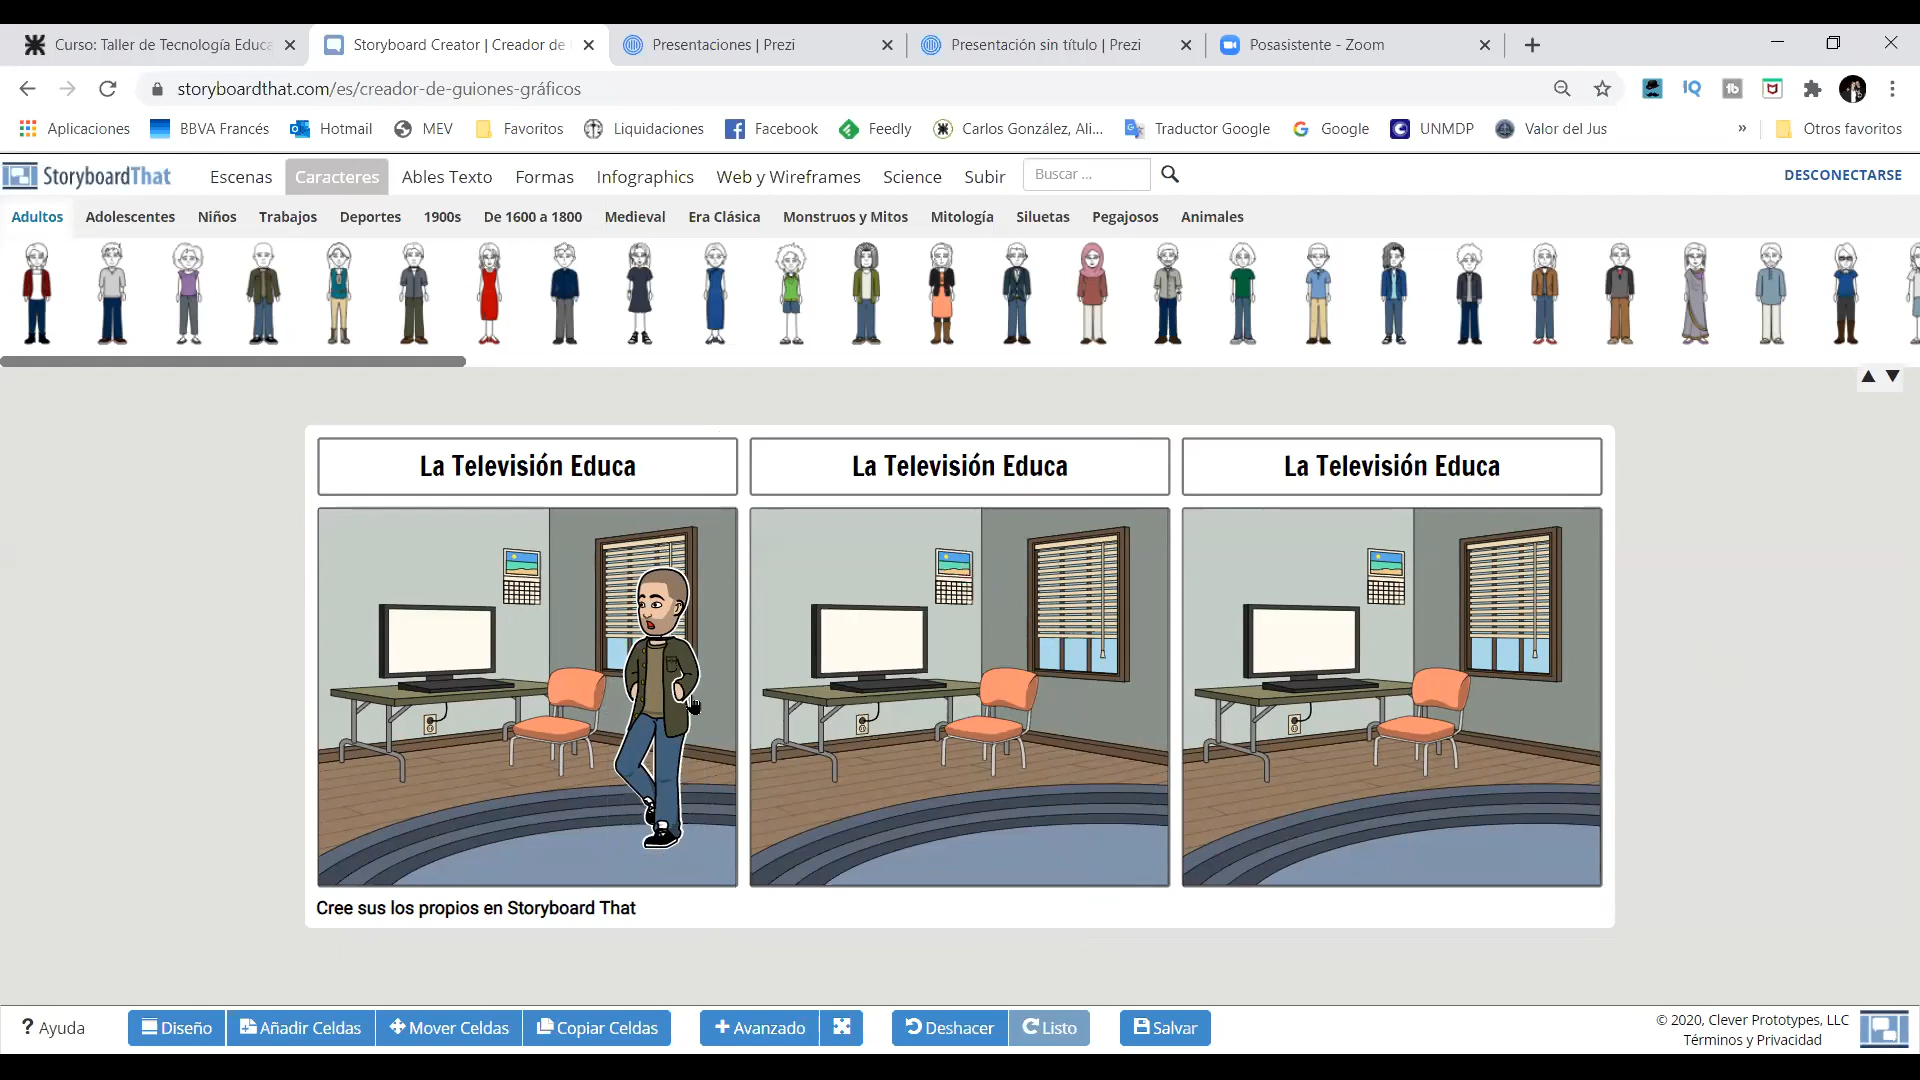 Curso: Taller de Tecnología Educa
Storyboard Creator | Creador de
Presentaciones | Prezi
Presentación sin título | Prezi
Posasistente - Zoom
storyboardthat.com/es/creador-de-guiones-gráficos
Aplicaciones
BBVA Francés
Hotmail
MEV
Favoritos
Liquidaciones
Facebook
Feedly
Carlos González, Ali...
Traductor Google
Google
UNMDP
Valor del Jus
»
Otros favoritos
StoryboardThat
Escenas
Caracteres
Ables Texto
Formas
Infographics
Web y Wireframes
Science
Subir
Buscar ...
DESCONECTARSE
Adultos
Adolescentes
Niños
Trabajos
Deportes
1900s
De 1600 a 1800
Medieval
Era Clásica
Monstruos y Mitos
Mitología
Siluetas
Pegajosos
Animales
La Televisión Educa
La Televisión Educa
La Televisión Educa
Cree sus los propios en Storyboard That
? Ayuda
Diseño
Añadir Celdas
Mover Celdas
Copiar Celdas
Avanzado
Deshacer
Listo
Salvar
© 2020, Clever Prototypes, LLC
Términos y Privacidad